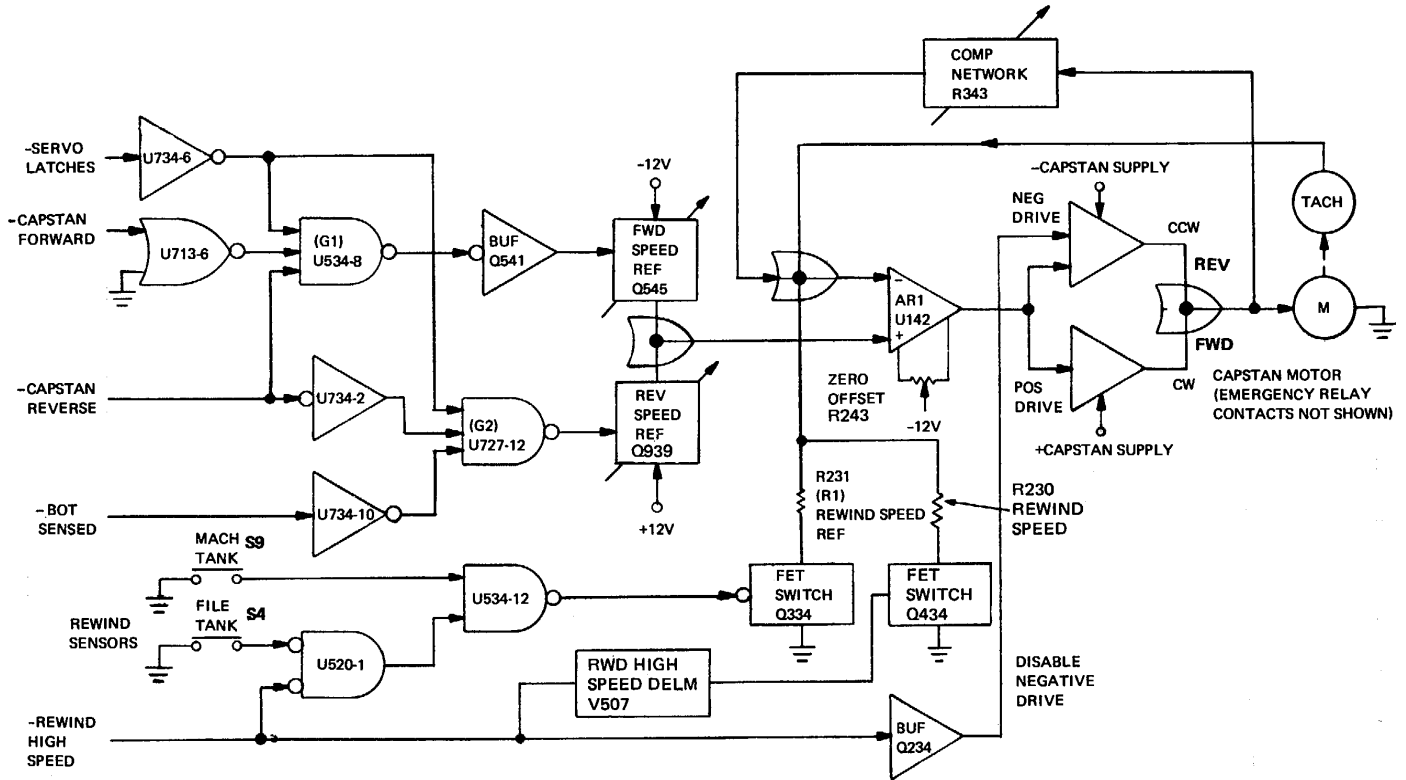 COMP
NETWORK
R343
-SERVO
LATCHES
U734-6
-CAPSTAN
FORWARD
U713-6
(G1)
U534-8
BUF
Q541
-12V
FWD
SPEED
REF
Q545
-CAPSTAN
REVERSE
U734-2
(G2)
U727-12
REV
SPEED
REF
Q939
+12V
-BOT
SENSED
U734-10
-
AR1
U142
+
ZERO
OFFSET
R243
-12V
-CAPSTAN SUPPLY
NEG
DRIVE
CCW
REV
FWD
CW
POS
DRIVE
+CAPSTAN SUPPLY
TACH
M
CAPSTAN MOTOR
(EMERGENCY RELAY
CONTACTS NOT SHOWN)
R231
(R1)
REWIND SPEED
REF
R230
REWIND
SPEED
MACH S9
TANK
FILE
TANK S4
REWIND
SENSORS
U534-12
U520-1
FET
SWITCH
Q334
FET
SWITCH
Q434
RWD HIGH
SPEED DELM
V507
DISABLE
NEGATIVE
DRIVE
-REWIND
HIGH
SPEED
BUF
Q234